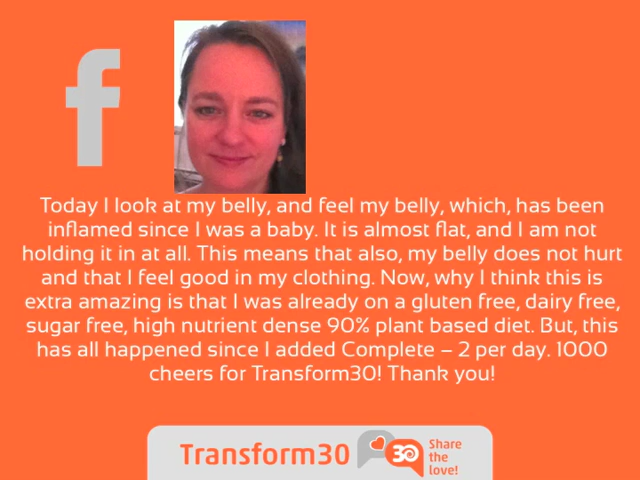 f
Today I look at my belly, and feel my belly, which, has been
inflamed since I was a baby. It is almost flat, and I am not
holding it in at all. This means that also, my belly does not hurt
and that I feel good in my clothing. Now, why I think this is
extra amazing is that I was already on a gluten free, dairy free,
sugar free, high nutrient dense 90% plant based diet. But, this
has all happened since I added Complete – 2 per day. 1000
cheers for Transform30! Thank you!
Transform30
30
Share
the
love!